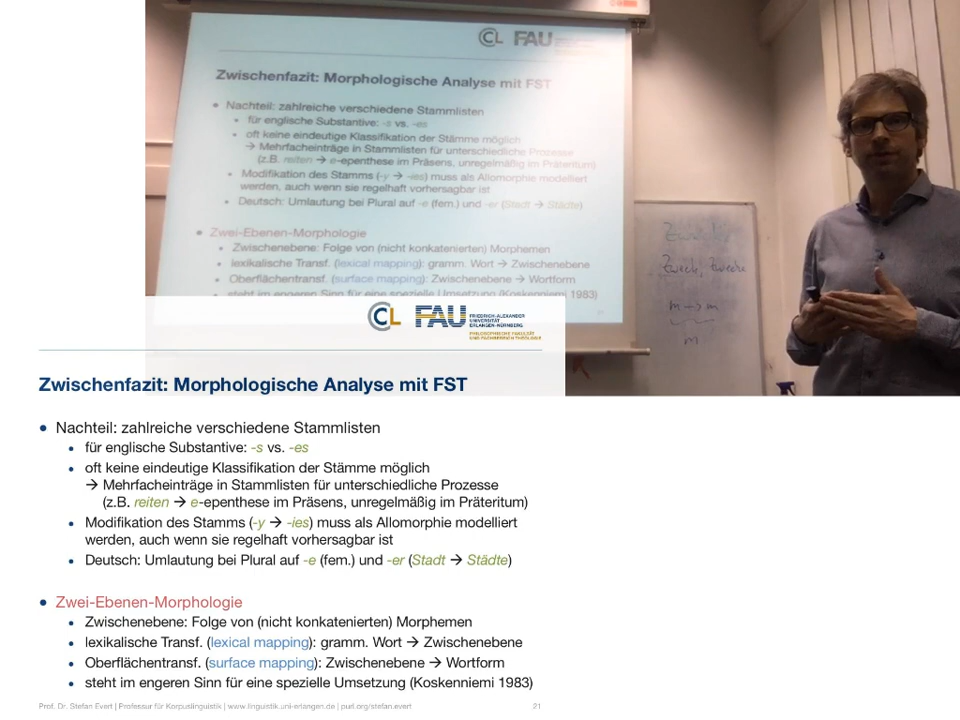 CL FAU
Zwischenfazit: Morphologische Analyse mit FST
• Nachteil: zahlreiche verschiedene Stammlisten
• für englische Substantive: -s vs. -es
• oft keine eindeutige Klassifikation der Stämme möglich
→ Mehrfacheinträge in Stammlisten für unterschiedliche Prozesse
(z.B. reiten → e-epenthese im Präsens, unregelmäßig im Präteritum)
• Modifikation des Stamms (-y → -ies) muss als Allomorphie modelliert
werden, auch wenn sie regelhaft vorhersagbar ist
• Deutsch: Umlautung bei Plural auf -e (fem.) und -er (Stadt → Städte)
• Zwei-Ebenen-Morphologie
• Zwischenebene: Folge von (nicht konkatenierten) Morphemen
• lexikalische Transf. (lexical mapping): gramm. Wort → Zwischenebene
• Oberflächentransf. (surface mapping): Zwischenebene → Wortform
steht im engeren Sinn für eine spezielle Umsetzung (Koskenniemi 1983)
Zweck, Zwecke
m → m
m
CL FAU FRIEDRICH-ALEXANDER
UNIVERSITÄT
ERLANGEN-NÜRNBERG
PHILOSOPHISCHE FAKULTÄT
UND FACHBEREICH THEOLOGIE
Zwischenfazit: Morphologische Analyse mit FST
• Nachteil: zahlreiche verschiedene Stammlisten
• für englische Substantive: -s vs. -es
• oft keine eindeutige Klassifikation der Stämme möglich
→ Mehrfacheinträge in Stammlisten für unterschiedliche Prozesse
(z.B. reiten → e-epenthese im Präsens, unregelmäßig im Präteritum)
• Modifikation des Stamms (-y → -ies) muss als Allomorphie modelliert
werden, auch wenn sie regelhaft vorhersagbar ist
• Deutsch: Umlautung bei Plural auf -e (fem.) und -er (Stadt → Städte)
• Zwei-Ebenen-Morphologie
• Zwischenebene: Folge von (nicht konkatenierten) Morphemen
• lexikalische Transf. (lexical mapping): gramm. Wort → Zwischenebene
• Oberflächentransf. (surface mapping): Zwischenebene → Wortform
• steht im engeren Sinn für eine spezielle Umsetzung (Koskenniemi 1983)
Prof. Dr. Stefan Evert | Professur für Korpuslinguistik | www.linguistik.uni-erlangen.de | purl.org/stefan.evert 21